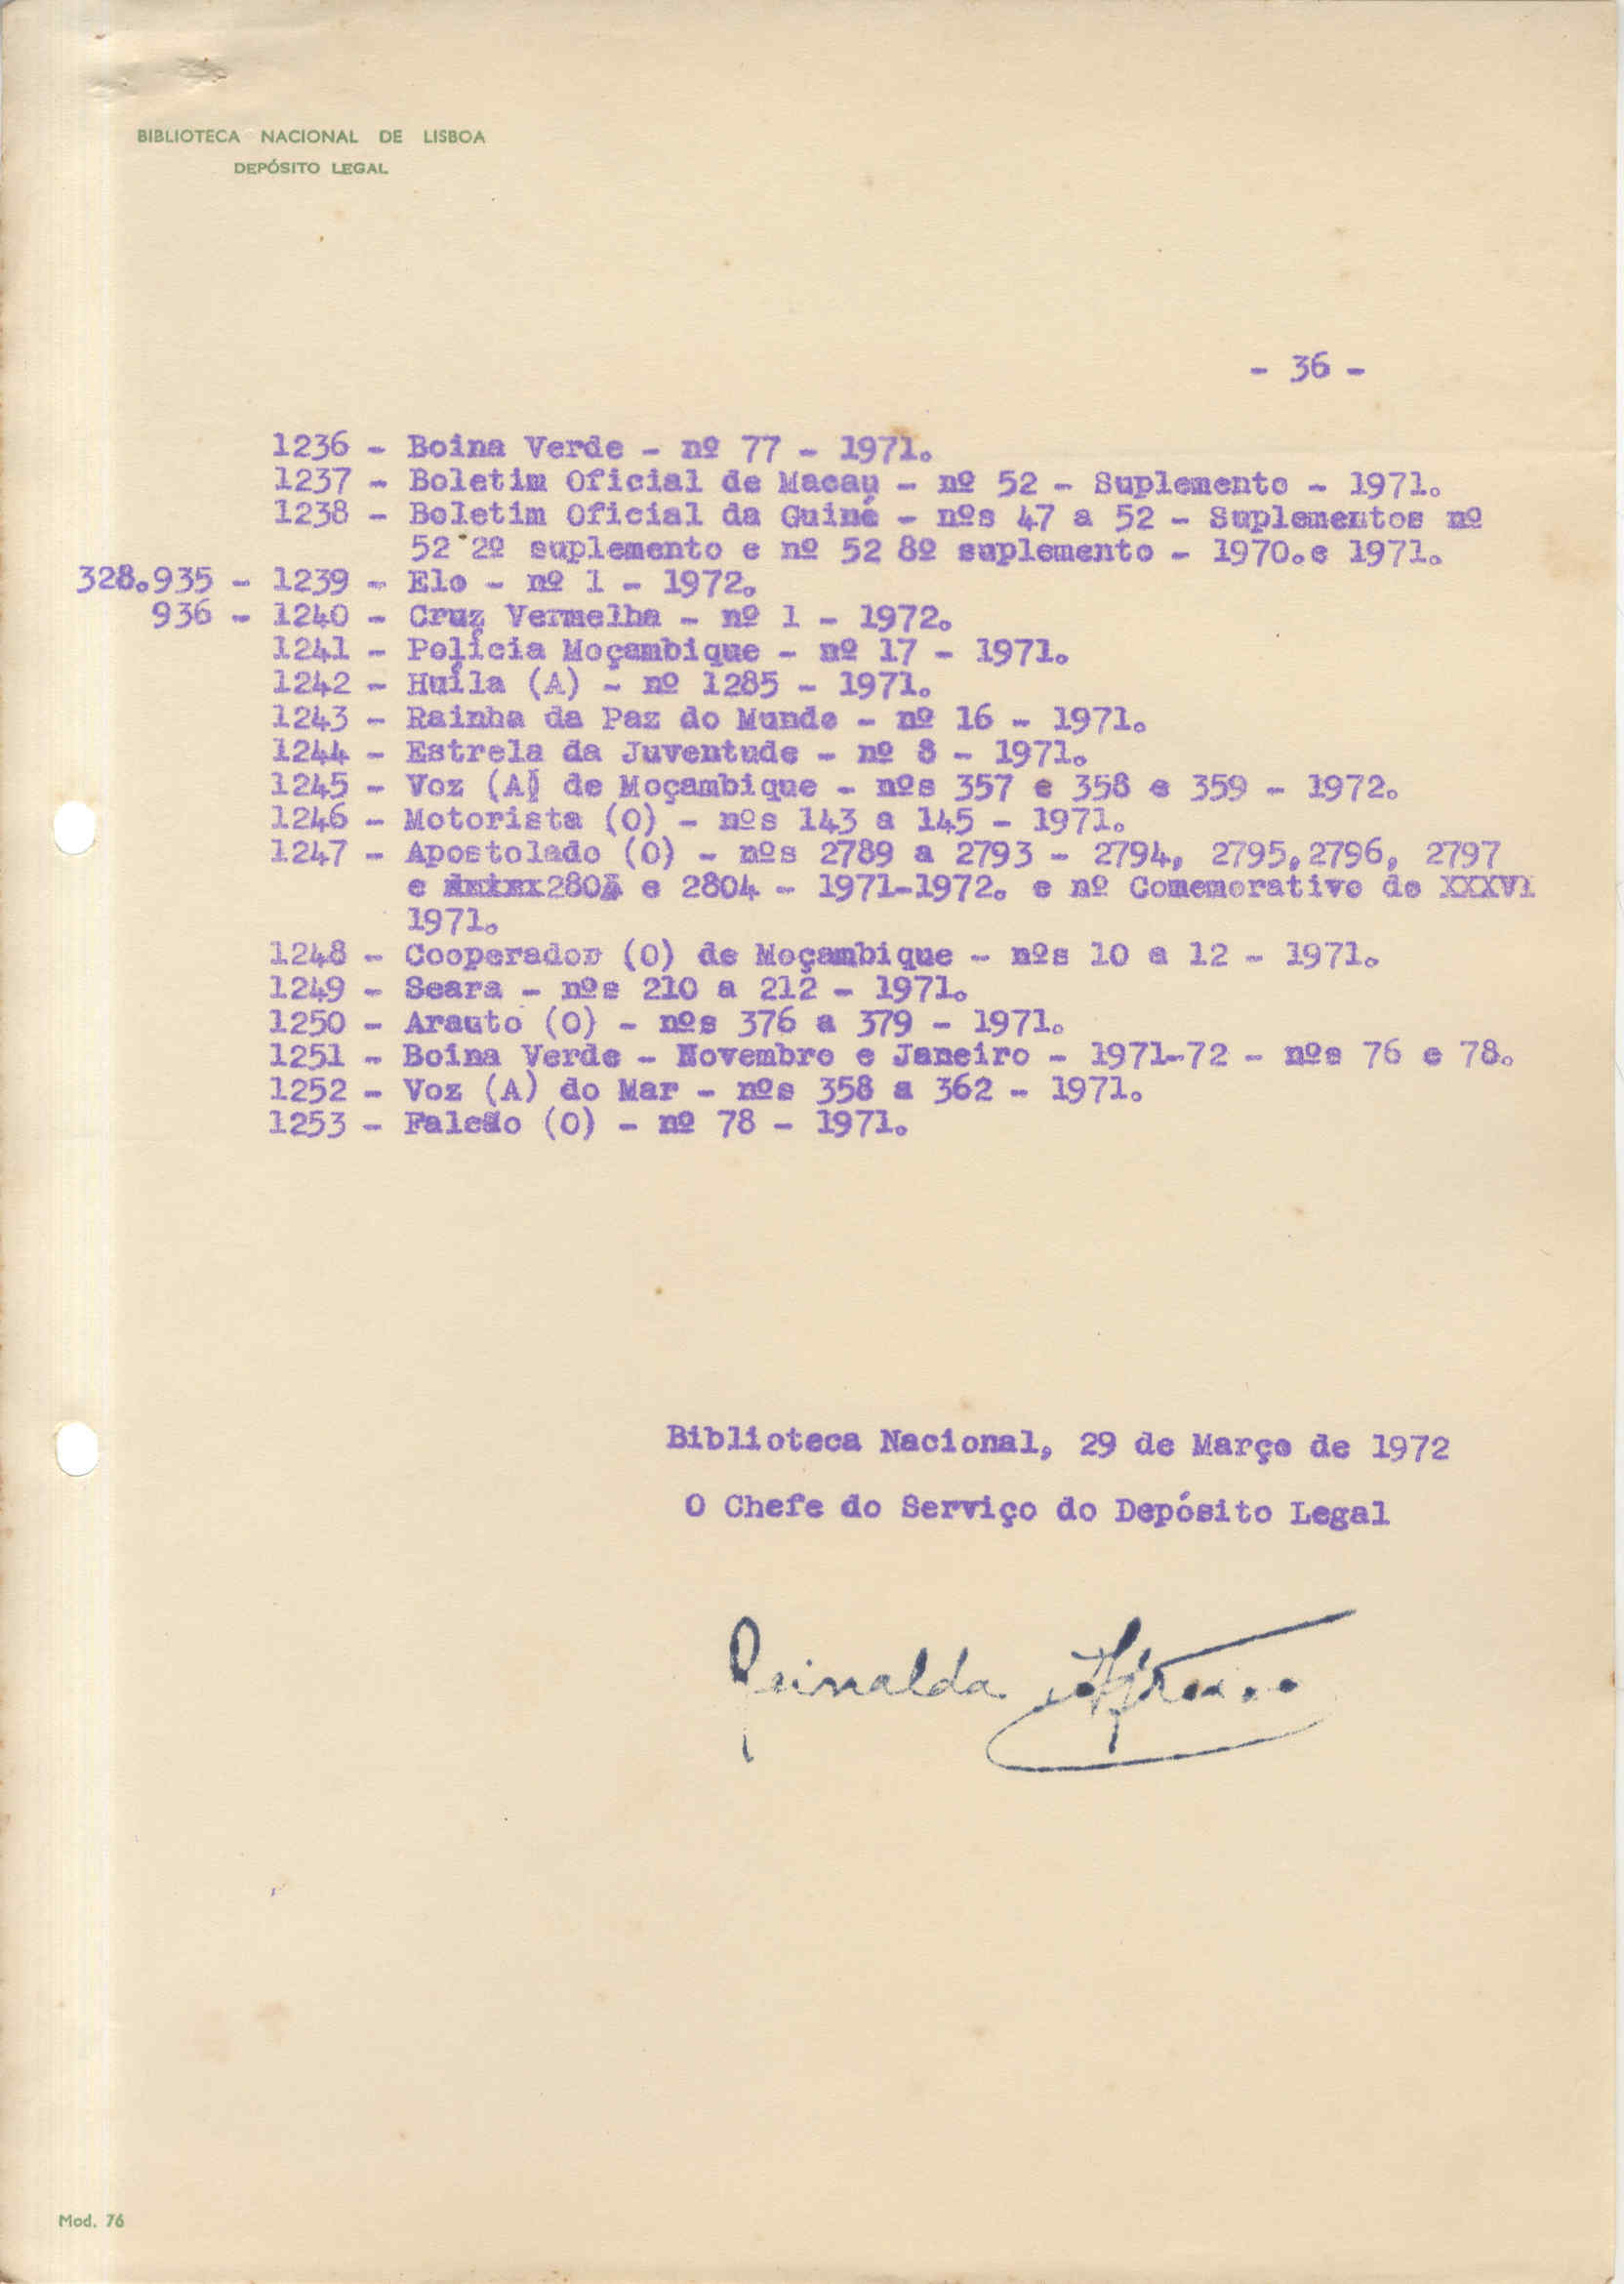 BIBLIOTECA NACIONAL DE LISBOA
DEPÓSITO LEGAL
- 36 -
1236 - Boina Verde - nº 77 - 1971.
1237 - Boletim Oficial de Macau - nº 52 - Suplemento - 1971.
1238 - Boletim Oficial da Guiné - nºs 47 a 52 - Suplementos nº
52 2º suplemento e nº 52 8º suplemento - 1970.e 1971.
328.935 - 1239 - Elo - nº 1 - 1972.
936 - 1240 - Cruz Vermelha - nº 1 - 1972.
1241 - Polícia Moçambique - nº 17 - 1971.
1242 - Huíla (A) - nº 1285 - 1971.
1243 - Rainha da Paz do Mundo - nº 16 - 1971.
1244 - Estrela da Juventude - nº 8 - 1971.
1245 - Voz (A) de Moçambique - nºs 357 e 358 e 359 - 1972.
1246 - Motorista (O) - nºs 143 a 145 - 1971.
1247 - Apostolado (O) - nºs 2789 a 2793 - 2794, 2795,2796, 2797
e e 2804 - 1971-1972. e nº Comemorativo do XXXVI
1971.
1248 - Cooperador (O) de Moçambique - nºs 10 a 12 - 1971.
1249 - Seara - nºs 210 a 212 - 1971.
1250 - Arauto (O) - nºs 376 a 379 - 1971.
1251 - Boina Verde - Novembro e Janeiro - 1971-72 - nºs 76 e 78.
1252 - Voz (A) do Mar - nºs 358 a 362 - 1971.
1253 - Falcão (O) - nº 78 - 1971.
Biblioteca Nacional, 29 de Março de 1972
O Chefe do Serviço do Depósito Legal
Reinalda
Mod. 76